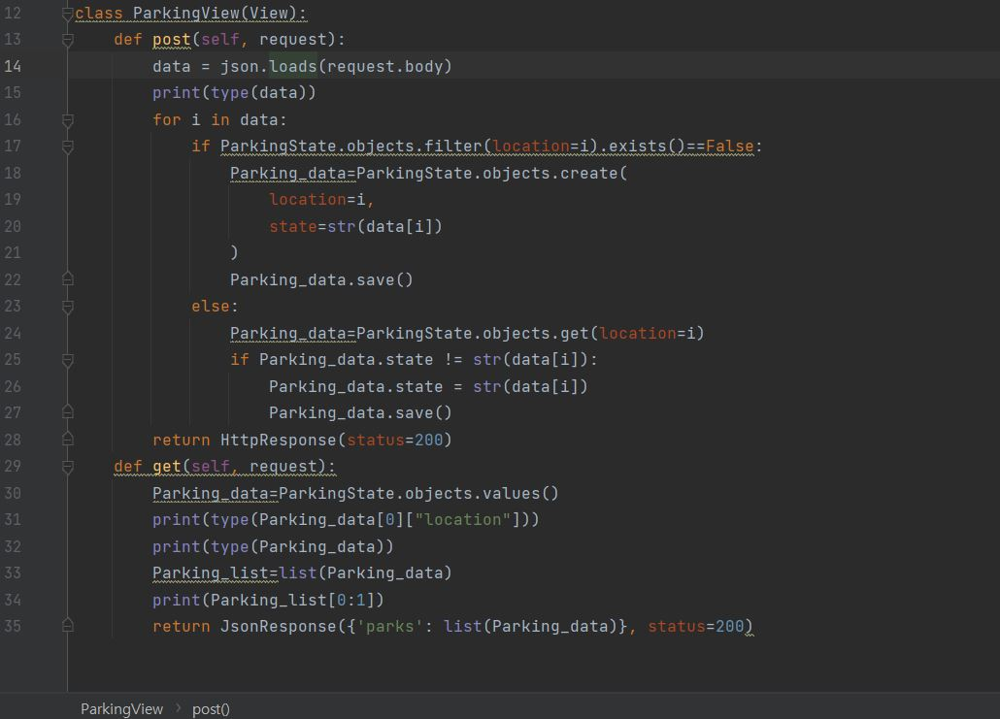 12 class ParkingView(View):
13     def post(self, request):
14         data = json.loads(request.body)
15         print(type(data))
16         for i in data:
17             if ParkingState.objects.filter(location=i).exists()==False:
18                 Parking_data=ParkingState.objects.create(
19                     location=i,
20                     state=str(data[i])
21                 )
22                 Parking_data.save()
23             else:
24                 Parking_data=ParkingState.objects.get(location=i)
25                 if Parking_data.state != str(data[i]):
26                     Parking_data.state = str(data[i])
27                     Parking_data.save()
28         return HttpResponse(status=200)
29     def get(self, request):
30         Parking_data=ParkingState.objects.values()
31         print(type(Parking_data[0]["location"]))
32         print(type(Parking_data))
33         Parking_list=list(Parking_data)
34         print(Parking_list[0:1])
35         return JsonResponse({'parks': list(Parking_data)}, status=200)
ParkingView > post()